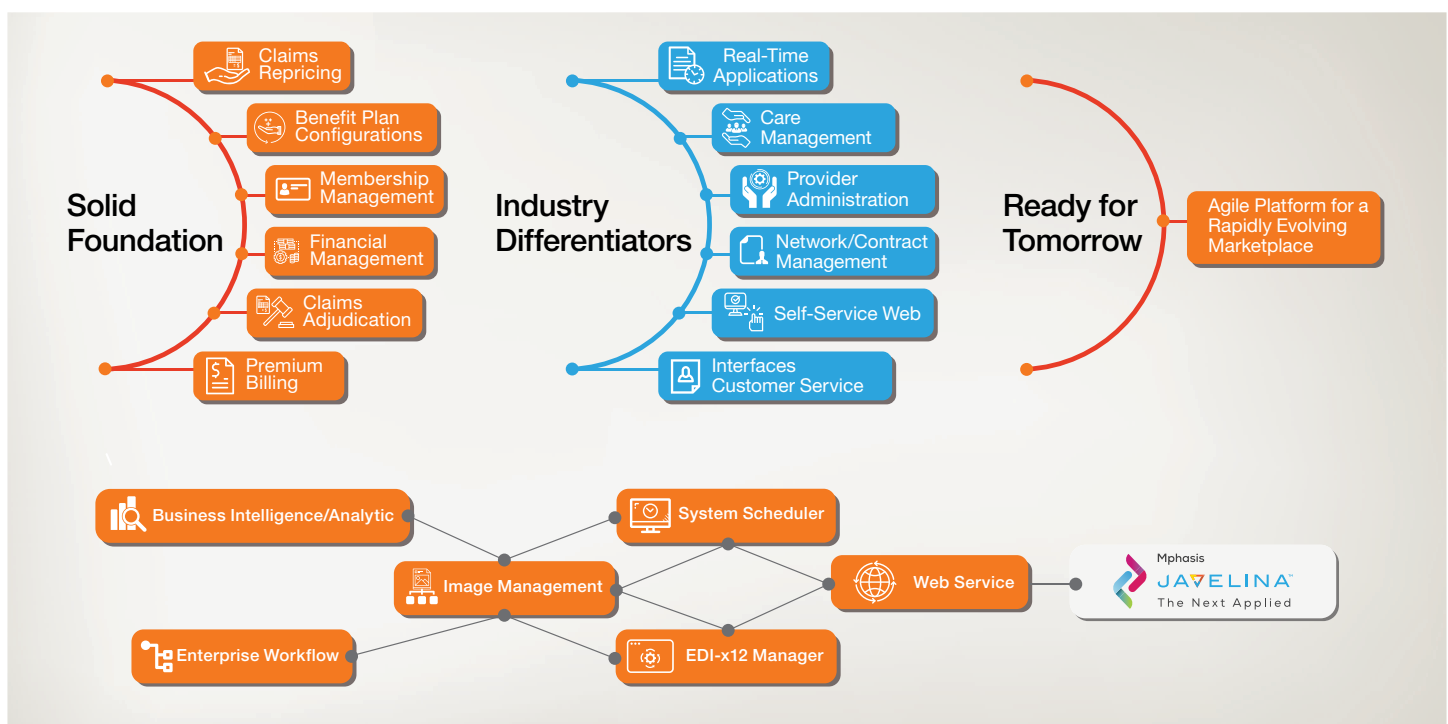 Solid
Foundation
Claims
Repricing
Benefit Plan
Configurations
Membership
Management
Financial
Management
Claims
Adjudication
Premium
Billing
Industry
Differentiators
Real-Time
Applications
Care
Management
Provider
Administration
Network/Contract
Management
Self-Service Web
Interfaces
Customer Service
Ready for
Tomorrow
Agile Platform for a
Rapidly Evolving
Marketplace
Business Intelligence/Analytic
System Scheduler
Image Management
Web Service
Enterprise Workflow
EDI-x12 Manager
Mphasis
JAVELINA™
The Next Applied